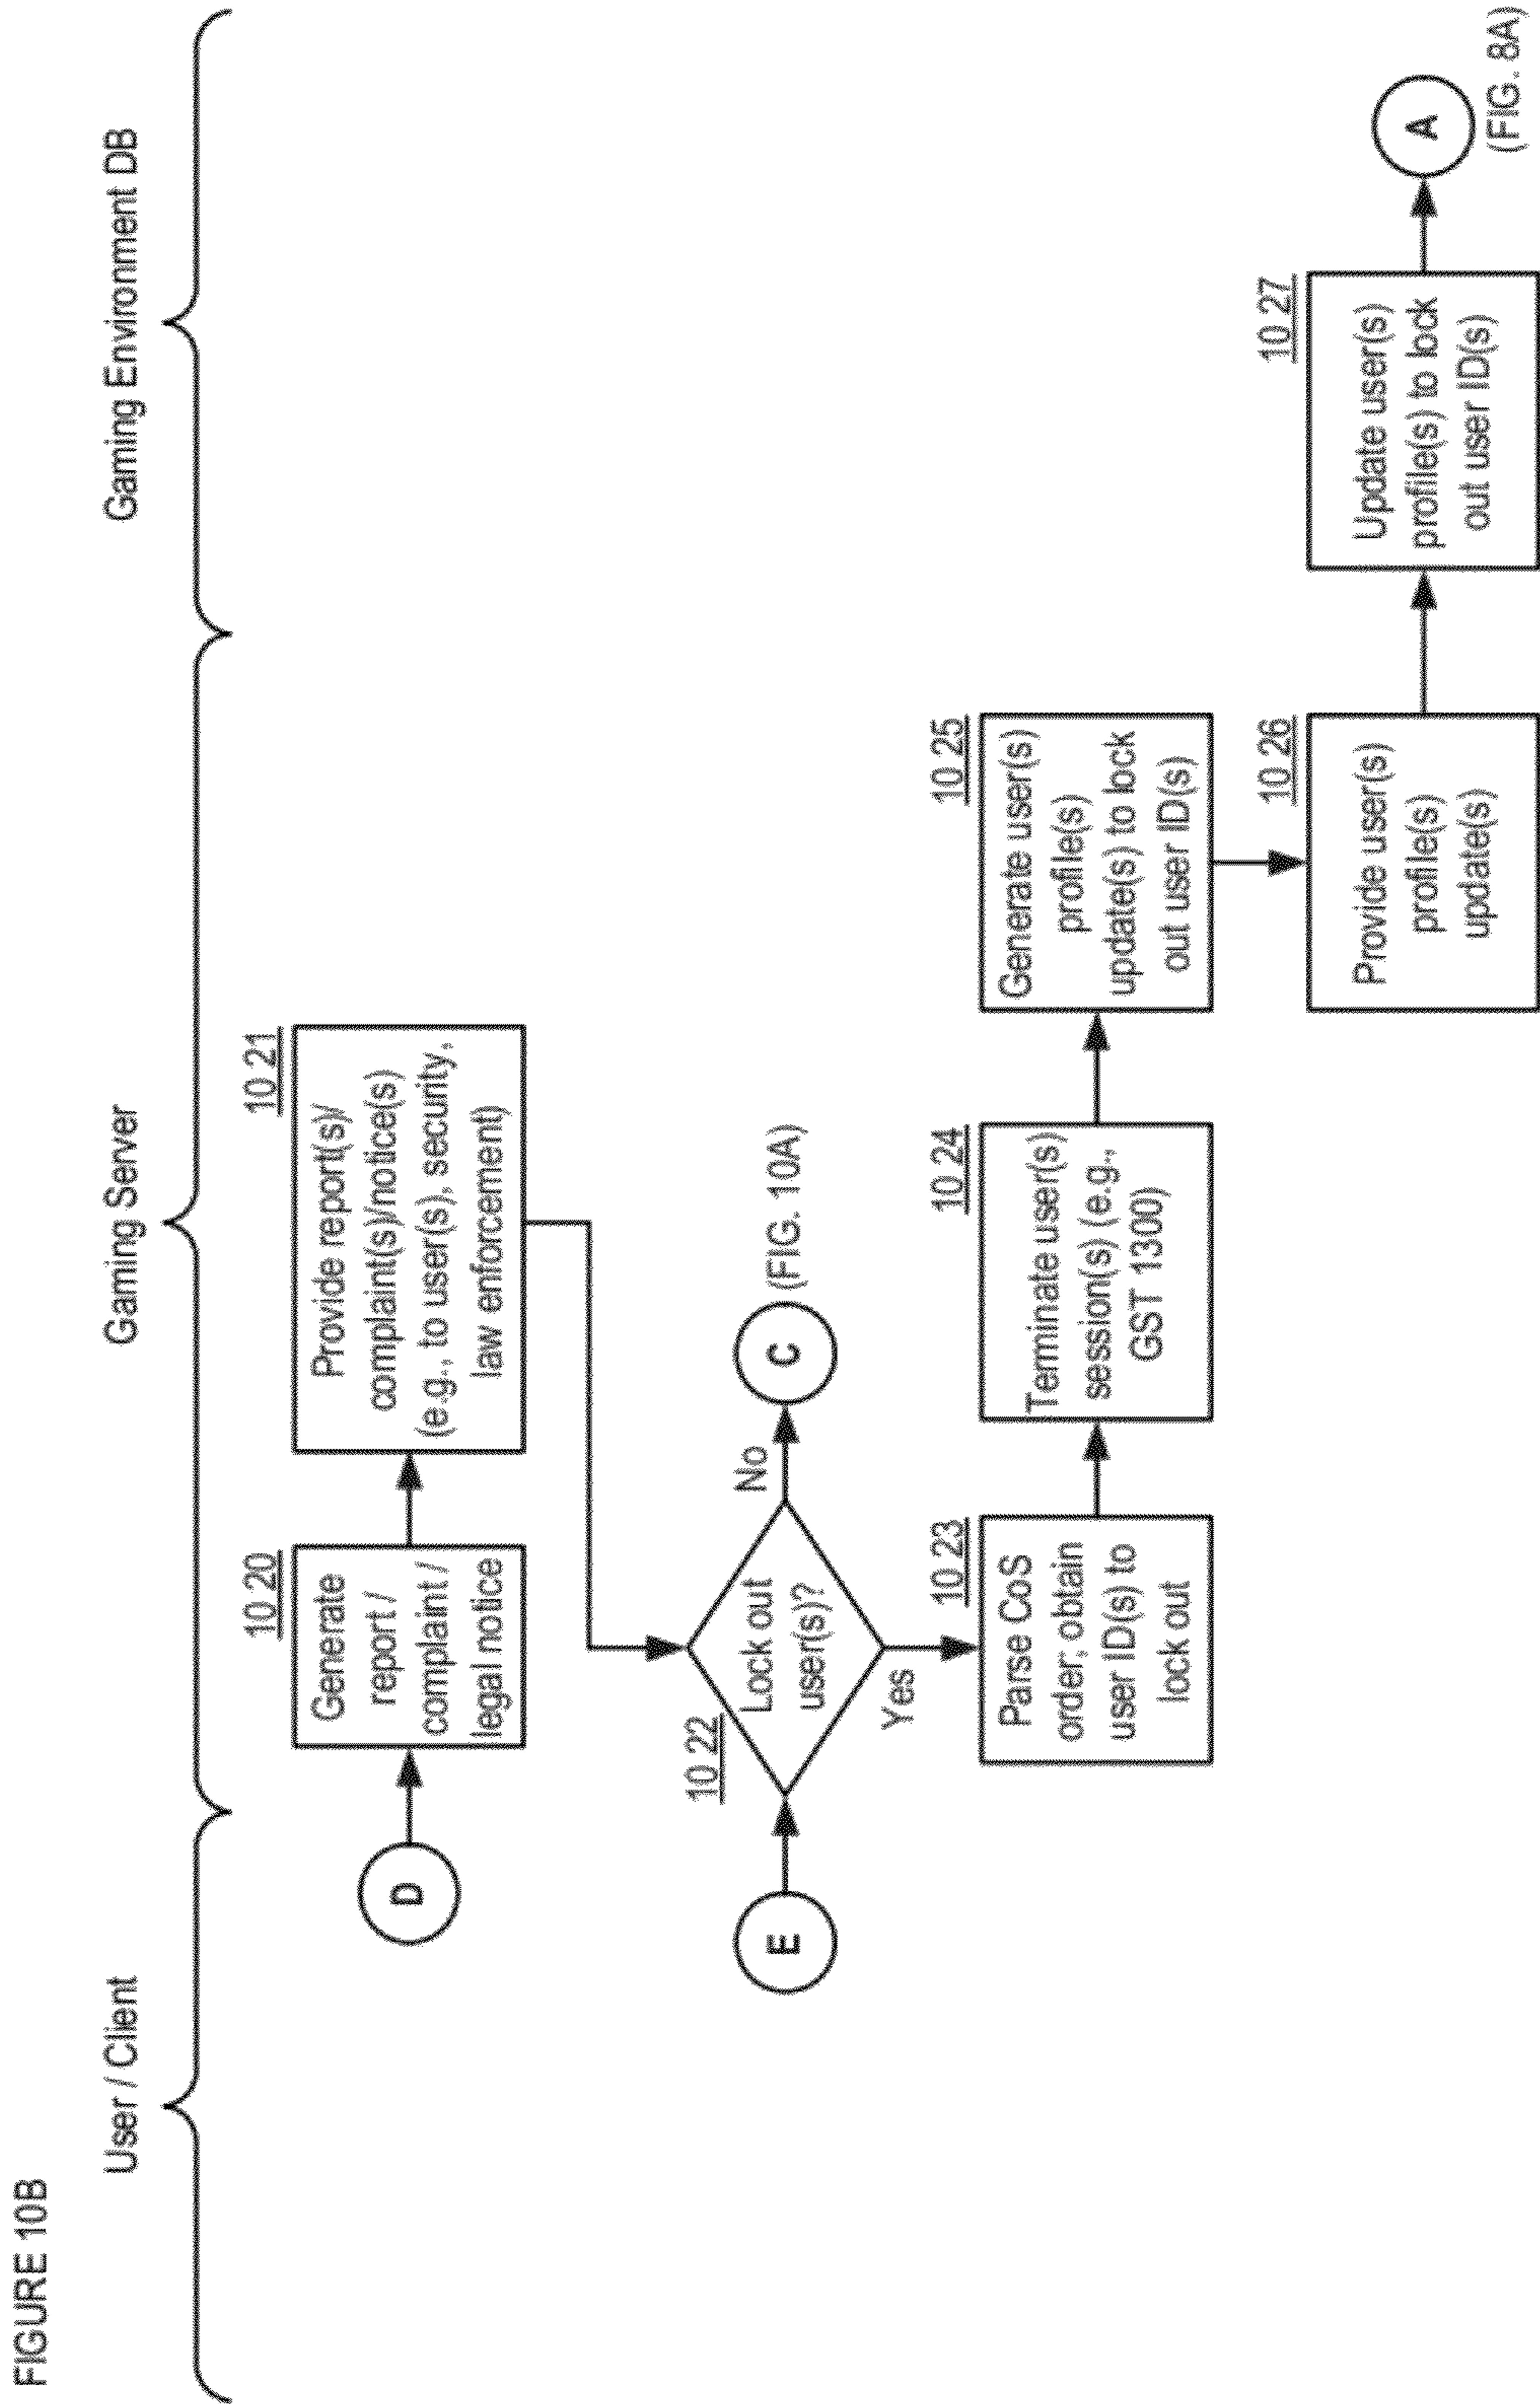 FIGURE 10B
User / Client
Gaming Server
Gaming Environment DB
D
10 20
Generate
report /
complaint /
legal notice
10 21
Provide report(s)/
complaint(s)/notice(s)
(e.g., to user(s), security,
law enforcement)
E
10 22
Lock out
user(s)?
No
C
(FIG. 10A)
Yes
10 23
Parse CoS
order, obtain
user ID(s) to
lock out
10 24
Terminate user(s)
session(s) (e.g.,
GST 1300)
10 25
Generate user(s)
profile(s)
update(s) to lock
out user ID(s)
10 26
Provide user(s)
profile(s)
update(s)
10 27
Update user(s)
profile(s) to lock
out user ID(s)
A
(FIG. 8A)